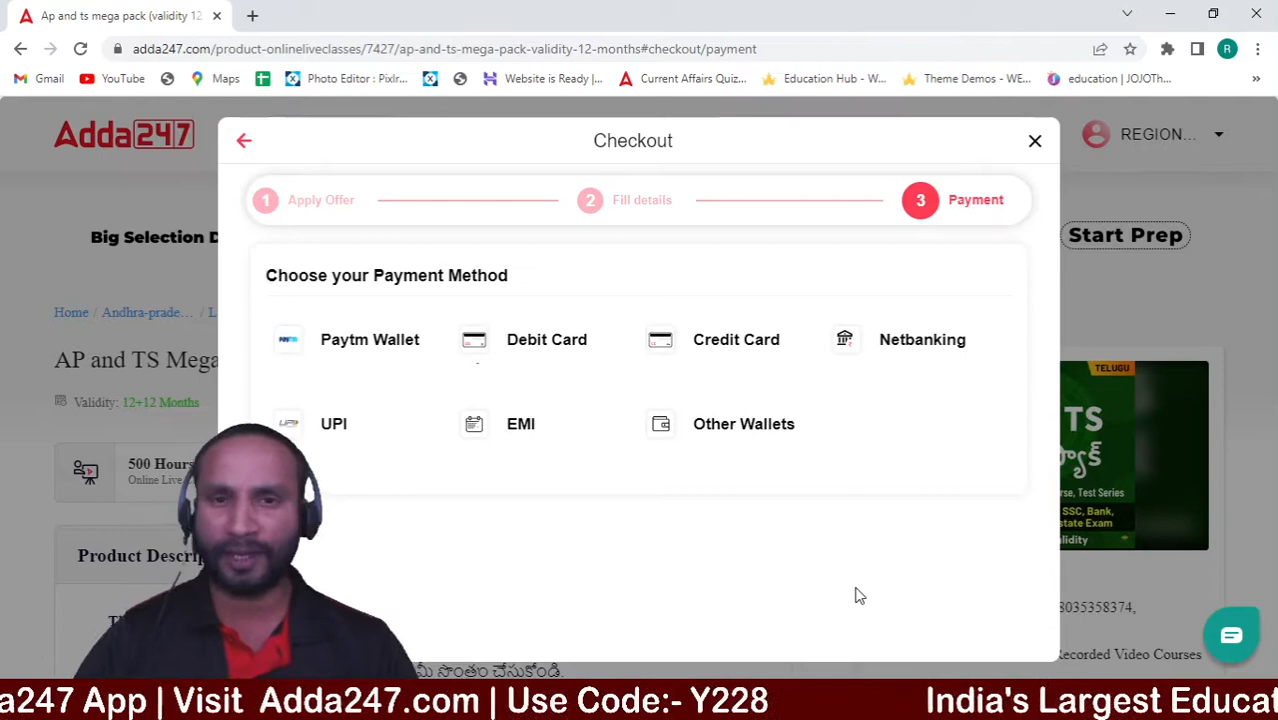 Ap and ts mega pack (validity 12
adda247.com/product-onlineliveclasses/7427/ap-and-ts-mega-pack-validity-12-months#checkout/payment
R
Gmail YouTube Maps Photo Editor : Pixlr... Website is Ready |... Current Affairs Quiz... Education Hub - W... Theme Demos - WE... education | JOJOTh...
Adda247
REGION...
Checkout
1 Apply Offer 2 Fill details 3 Payment
Big Selection D
Start Prep
Choose your Payment Method
Home / Andhra-prade... / L
Paytm Wallet Debit Card Credit Card Netbanking
AP and TS Mega
TELUGU
Validity: 12+12 Months
UPI EMI Other Wallets
TS
్యాక్
500 Hours
Online Live
se, Test Series
SSC, Bank,
state Exam
alidity
Product Descrip
8035358374,
Recorded Video Courses
మీ సొంతం చేసుకోండి.
da247 App | Visit Adda247.com | Use Code:- Y228 India's Largest Educat